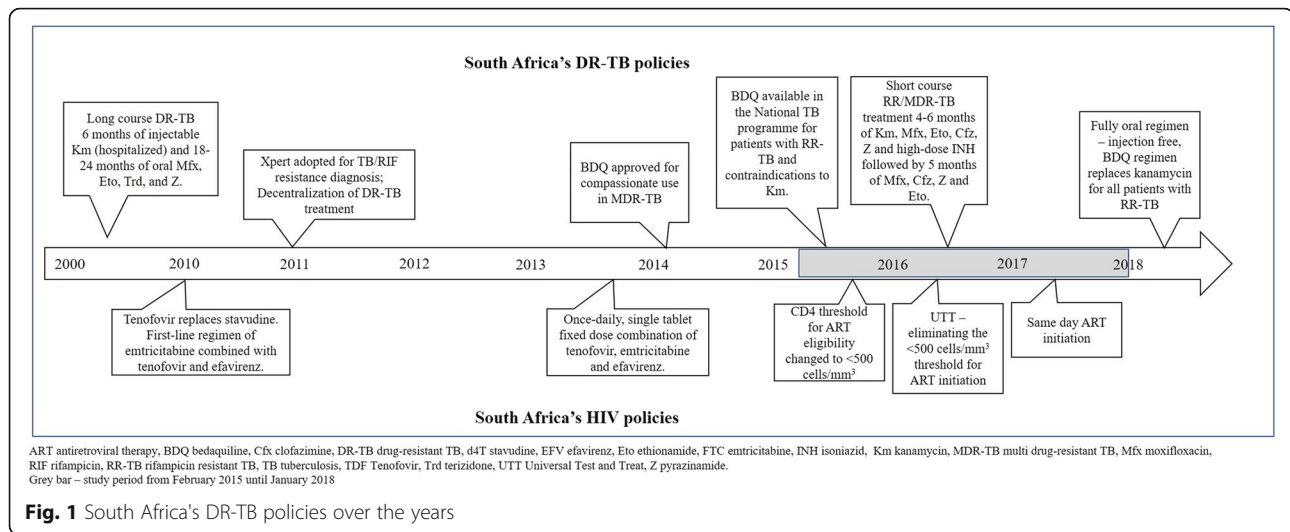 South Africa's DR-TB policies
Long course DR-TB
6 months of injectable
Km (hospitalized) and 18-
24 months of oral Mfx,
Eto, Trd, and Z.
Xpert adopted for TB/RIF
resistance diagnosis;
Decentralization of DR-TB
treatment
BDQ approved for
compassionate use
in MDR-TB
BDQ available in
the National TB
programme for
patients with RR-
TB and
contraindications to
Km.
Short course
RR/MDR-TB
treatment 4-6 months
of Km, Mfx, Eto, Cfz,
Z and high-dose INH
followed by 5 months
of Mfx, Cfz, Z and
Eto.
Fully oral regimen
– injection free,
BDQ regimen
replaces kanamycin
for all patients with
RR-TB
2000 2010 2011 2012 2013 2014 2015 2016 2017 2018
Tenofovir replaces stavudine.
First-line regimen of
emtricitabine combined with
tenofovir and efavirenz.
Once-daily, single tablet
fixed dose combination of
tenofovir, emtricitabine
and efavirenz.
CD4 threshold
for ART
eligibility
changed to <500
cells/mm³
UTT –
eliminating the
<500 cells/mm³
threshold for
ART initiation
Same day ART
initiation
South Africa's HIV policies
ART antiretroviral therapy, BDQ bedaquiline, Cfx clofazimine, DR-TB drug-resistant TB, d4T stavudine, EFV efavirenz, Eto ethionamide, FTC emtricitabine, INH isoniazid, Km kanamycin, MDR-TB multi drug-resistant TB, Mfx moxifloxacin,
RIF rifampicin, RR-TB rifampicin resistant TB, TB tuberculosis, TDF Tenofovir, Trd terizidone, UTT Universal Test and Treat, Z pyrazinamide.
Grey bar – study period from February 2015 until January 2018
Fig. 1 South Africa's DR-TB policies over the years